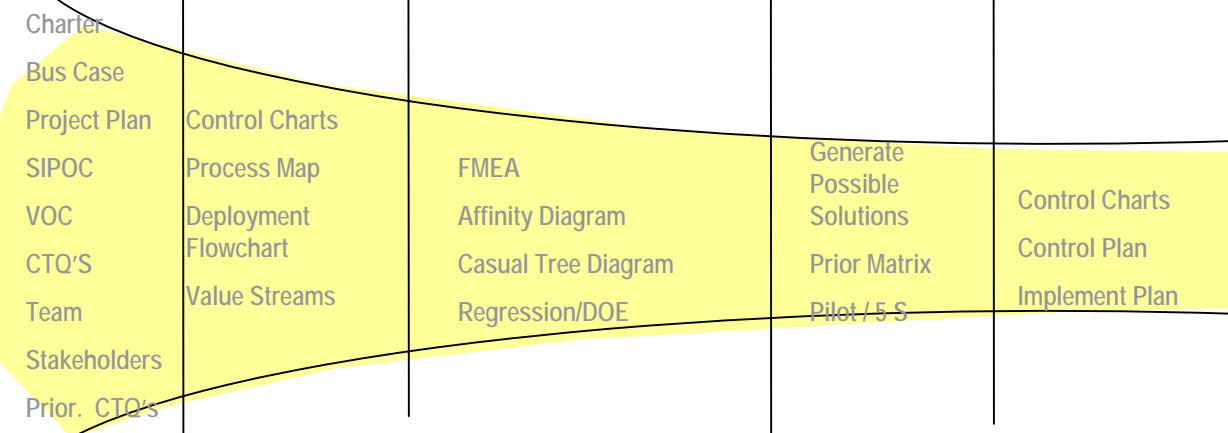 Charter
Bus Case
Project Plan
SIPOC
VOC
CTQ'S
Team
Stakeholders
Prior. CTQ's
Control Charts
Process Map
Deployment
Flowchart
Value Streams
FMEA
Affinity Diagram
Casual Tree Diagram
Regression/DOE
Generate
Possible
Solutions
Prior Matrix
Pilot / 5 S
Control Charts
Control Plan
Implement Plan